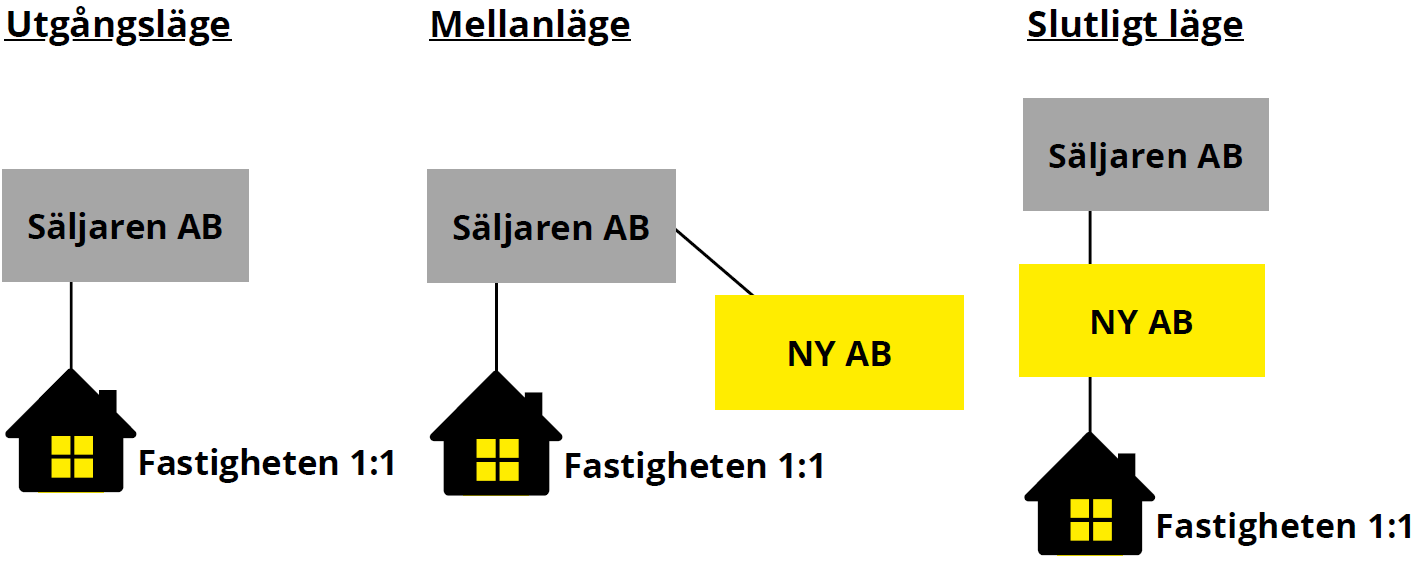 Utgångsläge
Mellanläge
Slutligt läge
Säljaren AB
Fastigheten 1:1
Säljaren AB
NY AB
Fastigheten 1:1
Säljaren AB
NY AB
Fastigheten 1:1